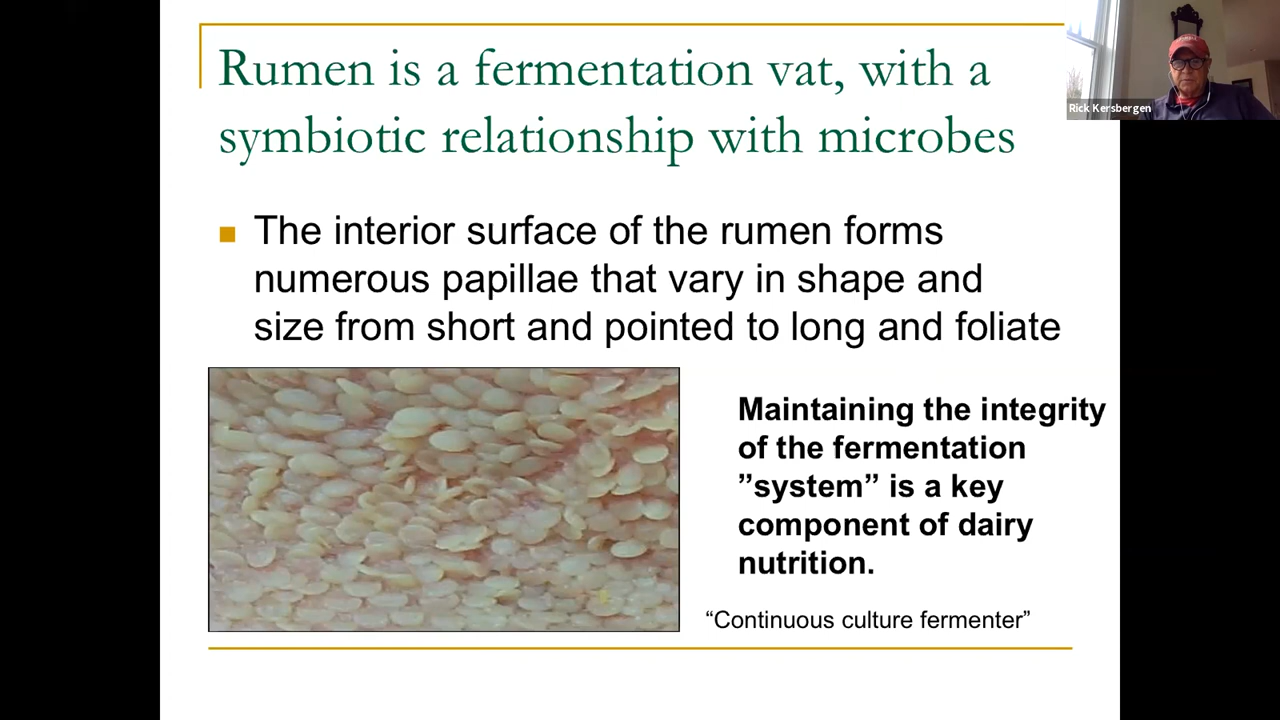 Rumen is a fermentation vat, with a
symbiotic relationship with microbes
Rick Kersbergen
The interior surface of the rumen forms
numerous papillae that vary in shape and
size from short and pointed to long and foliate
Maintaining the integrity
of the fermentation
”system” is a key
component of dairy
nutrition.
“Continuous culture fermenter”